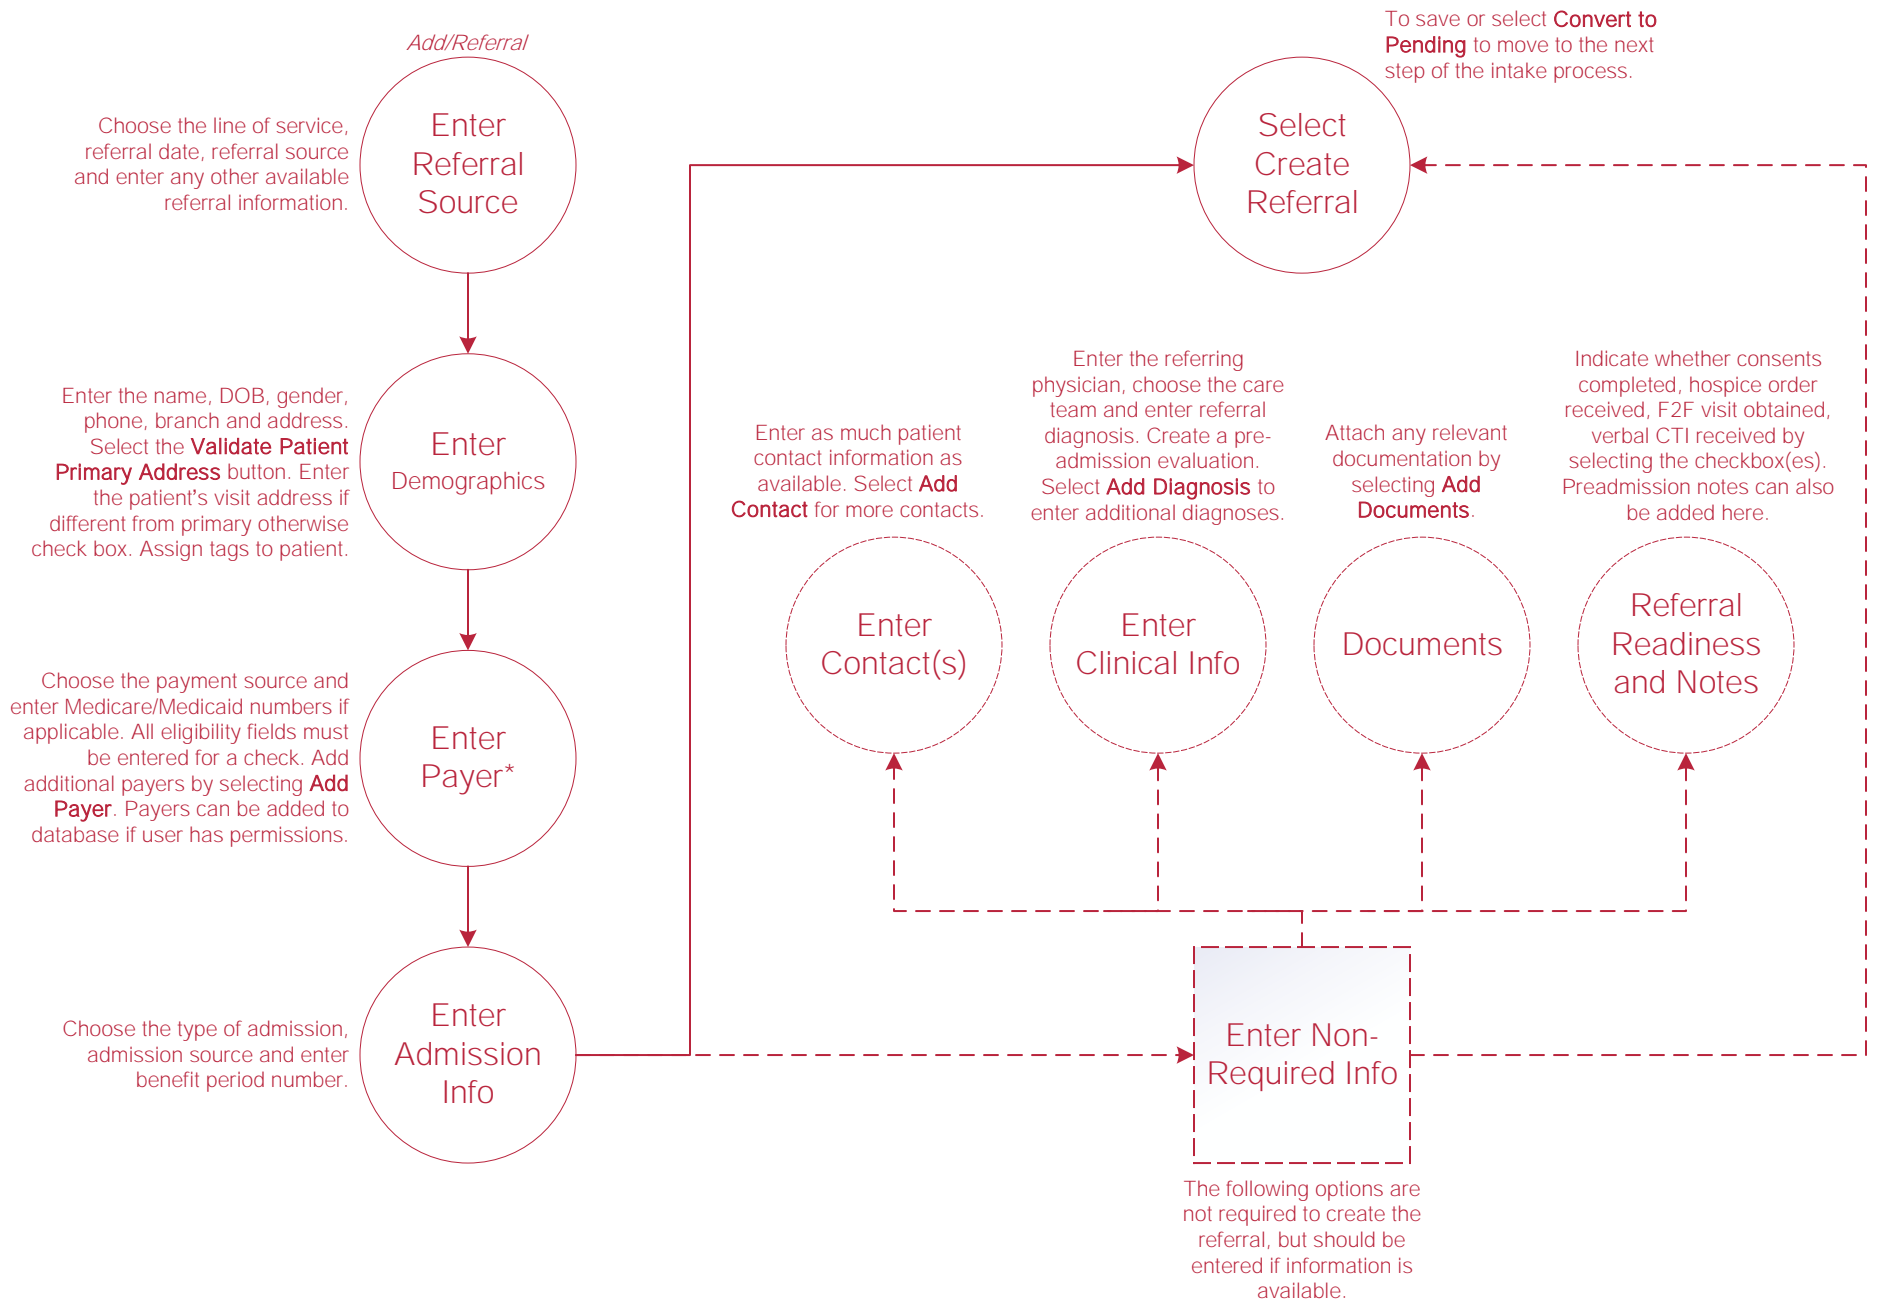 Add/Referral
Choose the line of service,
referral date, referral source
and enter any other available
referral information.
Enter
Referral
Source
Enter the name, DOB, gender,
phone, branch and address.
Select the Validate Patient
Primary Address button. Enter
the patient's visit address if
different from primary otherwise
check box. Assign tags to patient.
Enter
Demographics
Choose the payment source and
enter Medicare/Medicaid numbers if
applicable. All eligibility fields must
be entered for a check. Add
additional payers by selecting Add
Payer. Payers can be added to
database if user has permissions.
Enter
Payer*
Choose the type of admission,
admission source and enter
benefit period number.
Enter
Admission
Info
To save or select Convert to
Pending to move to the next
step of the intake process.
Select
Create
Referral
Enter as much patient
contact information as
available. Select Add
Contact for more contacts.
Enter
Contact(s)
Enter the referring
physician, choose the care
team and enter referral
diagnosis. Create a pre-
admission evaluation.
Select Add Diagnosis to
enter additional diagnoses.
Enter
Clinical Info
Attach any relevant
documentation by
selecting Add
Documents.
Documents
Indicate whether consents
completed, hospice order
received, F2F visit obtained,
verbal CTI received by
selecting the checkbox(es).
Preadmission notes can also
be added here.
Referral
Readiness
and Notes
Enter Non-
Required Info
The following options are
not required to create the
referral, but should be
entered if information is
available.